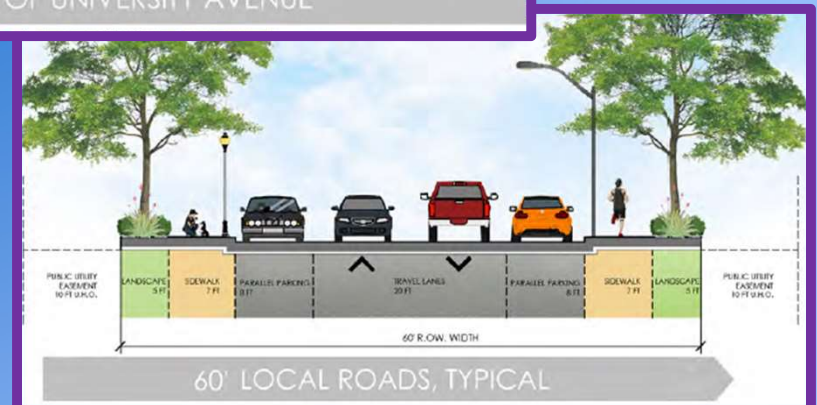 OF UNIVERSITY AVENUE
PUBLIC UTILITY
EASEMENT
10 FT U.H.O.
LANDSCAPE
5 FT
SIDEWALK
7 FT
PARALLEL PARKING
8 FT
TRAVEL LANES
20 FT
PARALLEL PARKING
8 FT
SIDEWALK
7 FT
LANDSCAPE
5 FT
PUBLIC UTILITY
EASEMENT
10 FT U.H.O.
60' R.O.W. WIDTH
60' LOCAL ROADS, TYPICAL